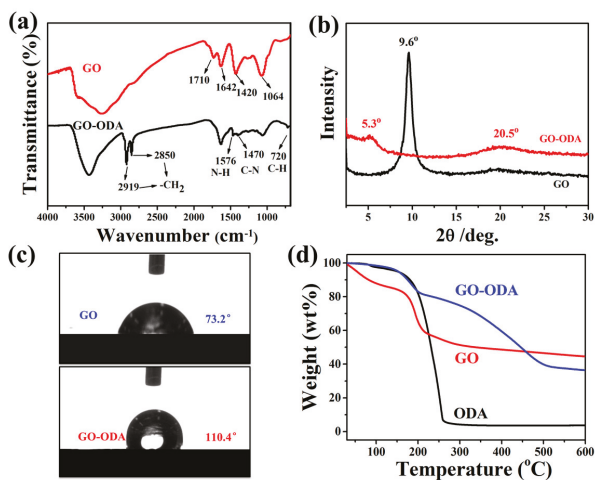 (a)
Transmittance (%)
GO
1710
1642
1420
1064
GO-ODA
2850
2919
-CH2
1576
N-H
1470
C-N
720
C-H
4000 3500 3000 2500 2000 1500 1000
Wavenumber (cm-1)
(b)
Intensity
9.6°
5.3°
20.5°
GO-ODA
GO
5 10 15 20 25 30
2θ /deg.
(c)
GO
73.2°
GO-ODA
110.4°
(d)
Weight (wt%)
100
80
60
40
20
0
GO-ODA
GO
ODA
0 100 200 300 400 500 600
Temperature (°C)